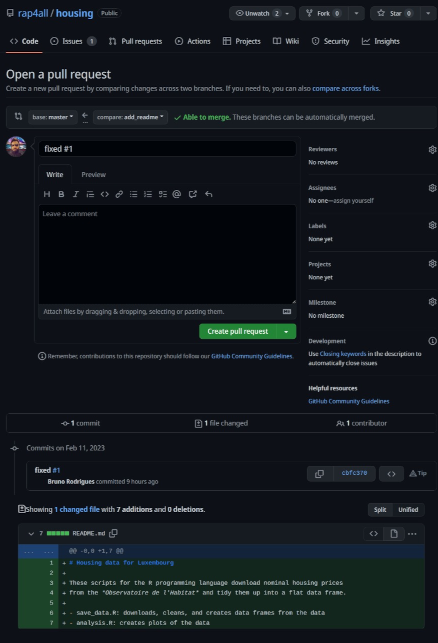 rap4all / housing Public
Unwatch 2
Fork 0
Star 0
Code
Issues 1
Pull requests
Actions
Projects
Wiki
Security
Insights
Open a pull request
Create a new pull request by comparing changes across two branches. If you need to, you can also compare across forks.
base: master
compare: add_readme
Able to merge. These branches can be automatically merged.
fixed #1
Write
Preview
Leave a comment
Attach files by dragging & dropping, selecting or pasting them.
Create pull request
Remember, contributions to this repository should follow our GitHub Community Guidelines.
Reviewers
No reviews
Assignees
No one—assign yourself
Labels
None yet
Projects
None yet
Milestone
No milestone
Development
Use Closing keywords in the description to
automatically close issues
Helpful resources
GitHub Community Guidelines
1 commit
1 file changed
1 contributor
Commits on Feb 11, 2023
fixed #1
Bruno Rodrigues committed 9 hours ago
cbfc370
Tip
Showing 1 changed file with 7 additions and 0 deletions.
Split
Unified
7 README.md
@@ -0,0 +1,7 @@
1 + # Housing data for Luxembourg
2 +
3 + These scripts for the R programming language download nominal housing prices
4 + from the *Observatoire de l'Habitat* and tidy them up into a flat data frame.
5 +
6 + - save_data.R: downloads, cleans, and creates data frames from the data
7 + - analysis.R: creates plots of the data